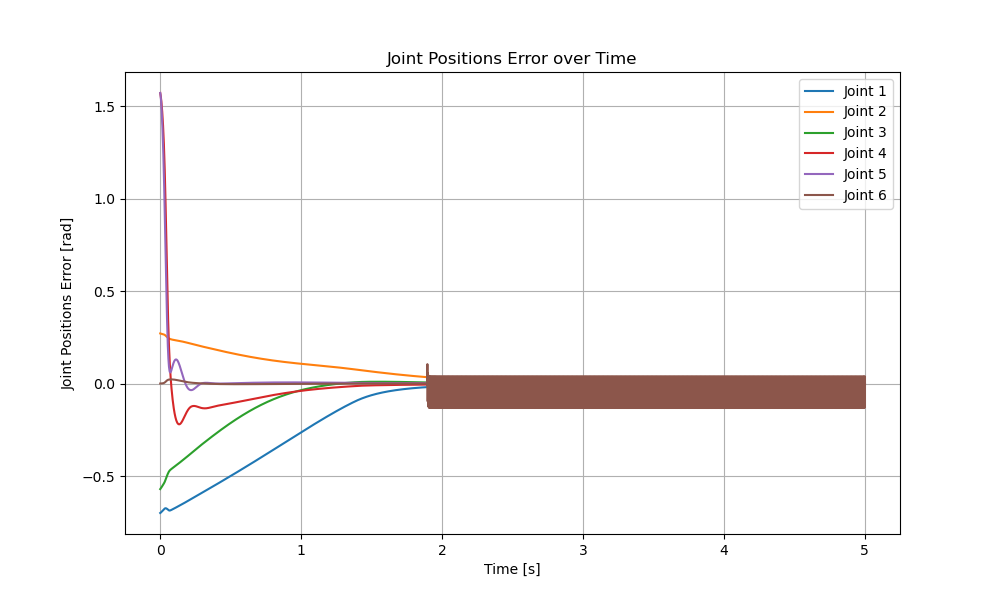 Joint Positions Error over Time
Joint Positions Error [rad]
1.5
1.0
0.5
0.0
−0.5
Joint 1
Joint 2
Joint 3
Joint 4
Joint 5
Joint 6
0 1 2 3 4 5
Time [s]